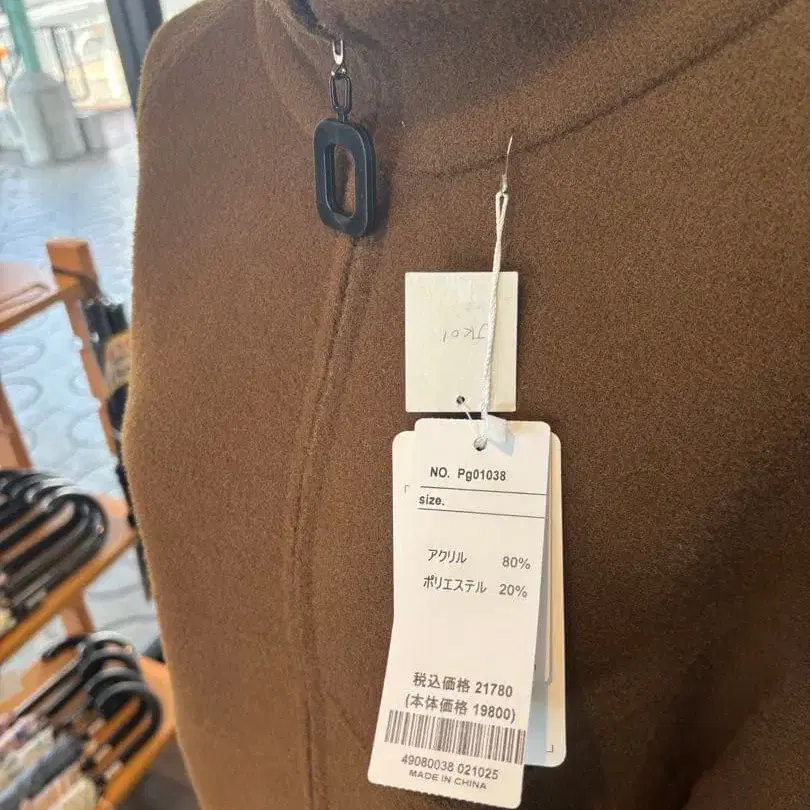 NO. Pg01038
size.
アクリル 80%
ポリエステル 20%
税込価格 21780
(本体価格 19800)
49080038 021025
MADE IN CHINA